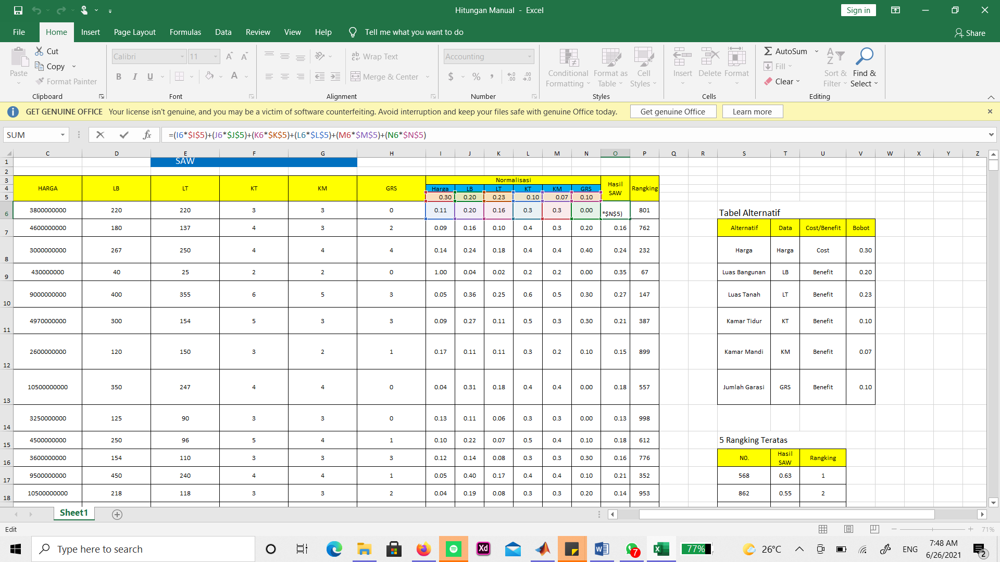 Hitungan Manual - Excel
Sign in
File Home Insert Page Layout Formulas Data Review View Help Tell me what you want to do
Share
Paste
Cut
Copy
Format Painter
Clipboard
Calibri 11
B I U
Font
ab Wrap Text
Merge & Center
Alignment
Accounting
$ % ,
Number
Conditional Formatting
Format as Table
Cell Styles
Styles
Insert Delete Format
Cells
AutoSum
Fill
Clear
Sort & Filter
Find & Select
Editing
GET GENUINE OFFICE Your license isn't genuine, and you may be a victim of software counterfeiting. Avoid interruption and keep your files safe with genuine Office today. Get genuine Office Learn more
SUM fx =(I6*$I$5)+(J6*$J$5)+(K6*$K$5)+(L6*$L$5)+(M6*$M$5)+(N6*$N$5)
C D E F G H I J K L M N O P Q R S T U V W X Y Z
1 SAW
2
3 Normalisasi
HARGA LB LT KT KM GRS Hasil SAW Rangking
4 Harga LB LT KT KM GRS
5 0.30 0.20 0.23 0.10 0.07 0.10
6 3800000000 220 220 3 3 0 0.11 0.20 0.16 0.3 0.3 0.00 *$N$5) 801 Tabel Alternatif
7 4600000000 180 137 4 3 2 0.09 0.16 0.10 0.4 0.3 0.20 0.16 762 Alternatif Data Cost/Benefit Bobot
8 3000000000 267 250 4 4 4 0.14 0.24 0.18 0.4 0.4 0.40 0.24 232 Harga Harga Cost 0.30
9 430000000 40 25 2 2 0 1.00 0.04 0.02 0.2 0.2 0.00 0.35 67 Luas Bangunan LB Benefit 0.20
10 9000000000 400 355 6 5 3 0.05 0.36 0.25 0.6 0.5 0.30 0.27 147 Luas Tanah LT Benefit 0.23
11 4970000000 300 154 5 3 3 0.09 0.27 0.11 0.5 0.3 0.30 0.21 387 Kamar Tidur KT Benefit 0.10
12 2600000000 120 150 3 2 1 0.17 0.11 0.11 0.3 0.2 0.10 0.15 899 Kamar Mandi KM Benefit 0.07
13 10500000000 350 247 4 4 0 0.04 0.31 0.18 0.4 0.4 0.00 0.18 557 Jumlah Garasi GRS Benefit 0.10
14 3250000000 125 90 3 3 0 0.13 0.11 0.06 0.3 0.3 0.00 0.13 998
15 4500000000 250 96 5 4 1 0.10 0.22 0.07 0.5 0.4 0.10 0.18 612 5 Rangking Teratas
16 3600000000 154 110 3 3 3 0.12 0.14 0.08 0.3 0.3 0.30 0.16 776 NO. Hasil SAW Rangking
17 9500000000 450 240 4 4 1 0.05 0.40 0.17 0.4 0.4 0.10 0.21 352 568 0.63 1
18 10500000000 218 118 3 3 2 0.04 0.19 0.08 0.3 0.3 0.20 0.14 953 862 0.55 2
Sheet1
Edit
71%
Type here to search
Xd
7
77%
26°C
ENG
7:48 AM
6/26/2021
2